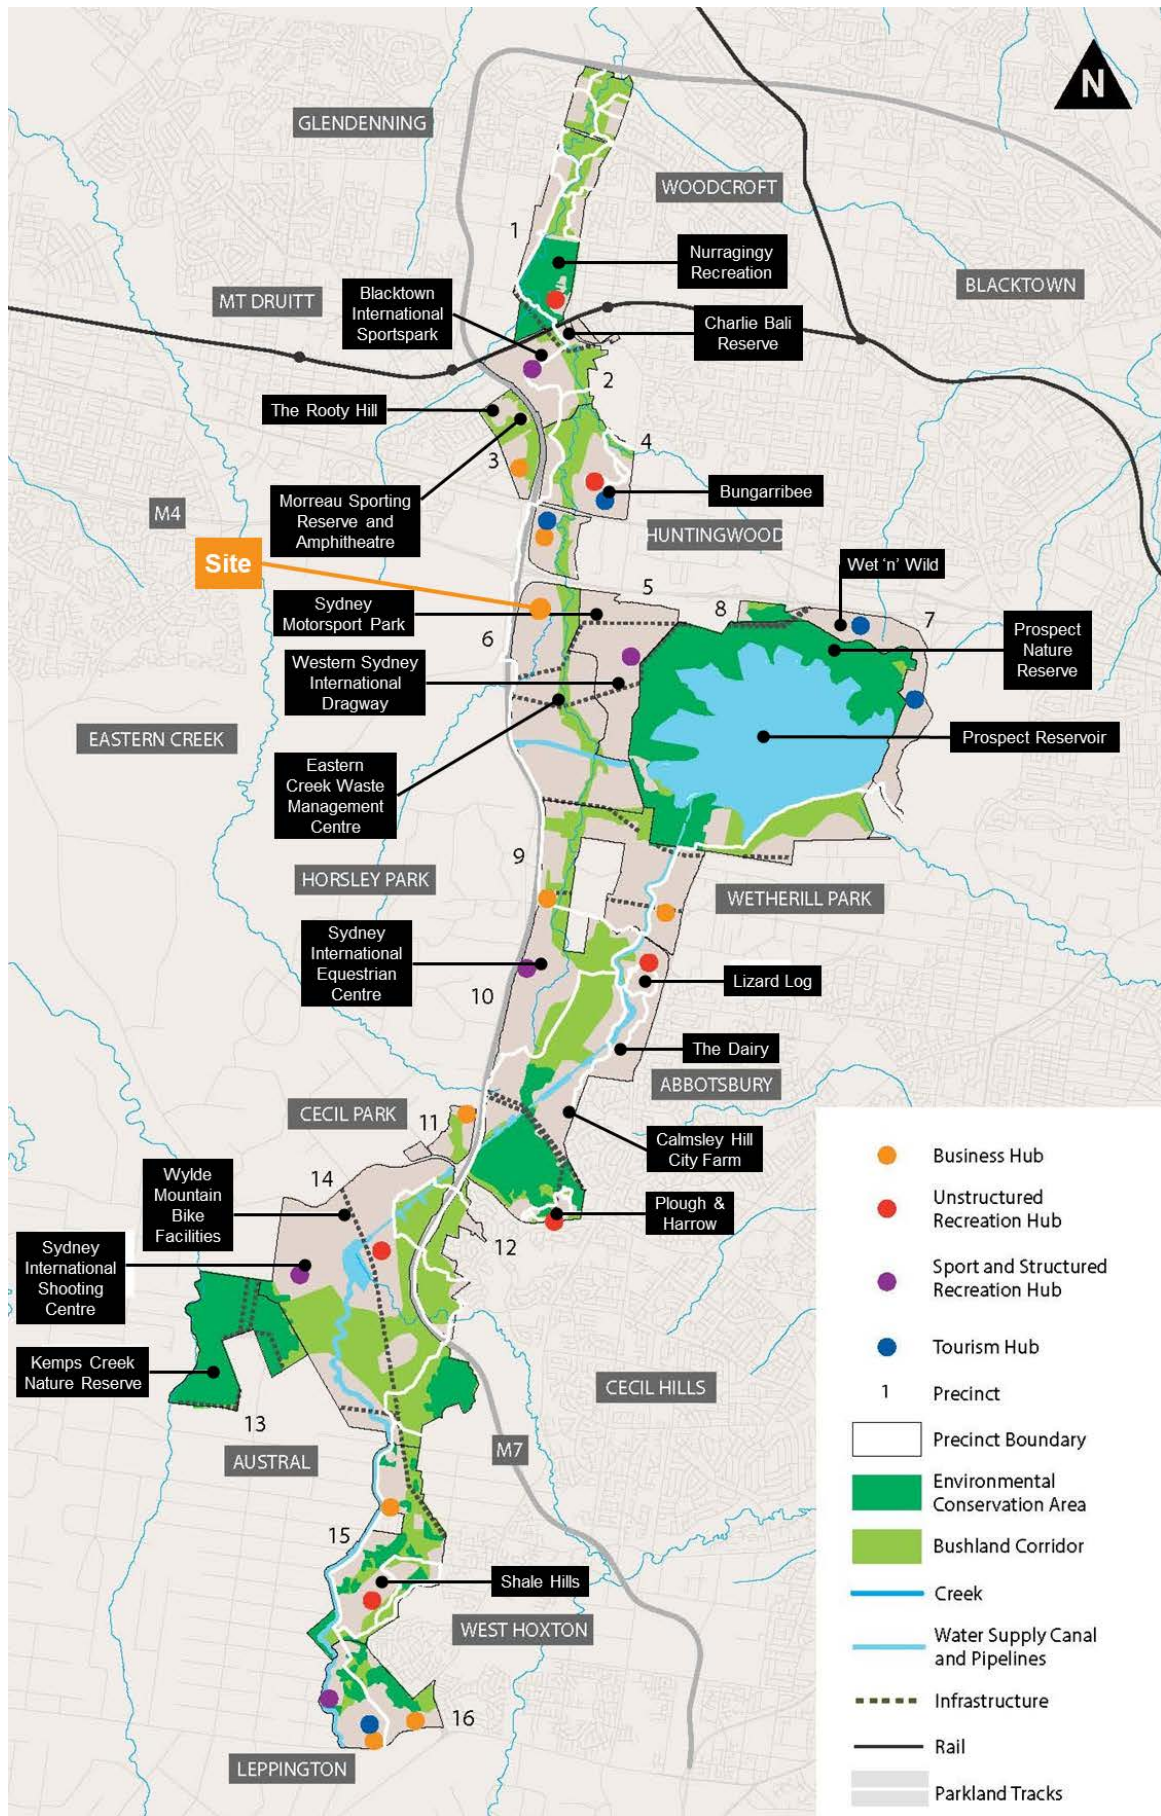 N
GLENDENNING
WOODCROFT
1
Nurragingy
Recreation
BLACKTOWN
MT DRUITT
Blacktown
International
Sportspark
Charlie Bali
Reserve
2
The Rooty Hill
3
4
Morreau Sporting
Reserve and
Amphitheatre
Bungarribee
M4
HUNTINGWOOD
Site
Wet 'n' Wild
5
8
7
Sydney
Motorsport Park
6
Prospect
Nature
Reserve
Western Sydney
International
Dragway
EASTERN CREEK
Prospect Reservoir
Eastern
Creek Waste
Management
Centre
9
HORSLEY PARK
WETHERILL PARK
Sydney
International
Equestrian
Centre
10
Lizard Log
The Dairy
ABBOTSBURY
CECIL PARK
11
Calmsley Hill
City Farm
Wylde
Mountain
Bike
Facilities
14
Plough &
Harrow
12
Sydney
International
Shooting
Centre
Kemps Creek
Nature Reserve
13
CECIL HILLS
AUSTRAL
M7
15
Shale Hills
WEST HOXTON
16
LEPPINGTON
Business Hub
Unstructured
Recreation Hub
Sport and Structured
Recreation Hub
Tourism Hub
1 Precinct
Precinct Boundary
Environmental
Conservation Area
Bushland Corridor
Creek
Water Supply Canal
and Pipelines
Infrastructure
Rail
Parkland Tracks